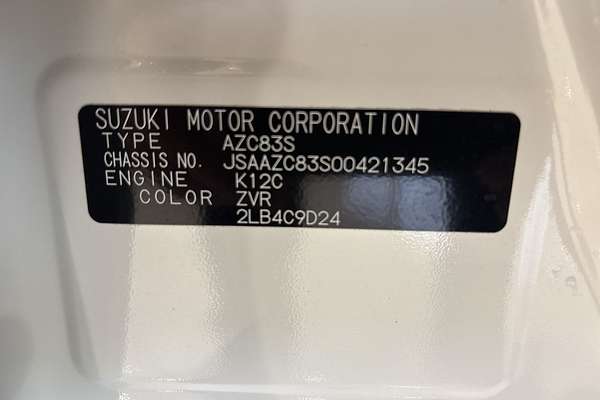 SUZUKI MOTOR CORPORATION
TYPE AZC83S
CHASSIS NO. JSAAZC83S00421345
ENGINE K12C
COLOR ZVR
2LB4C9D24